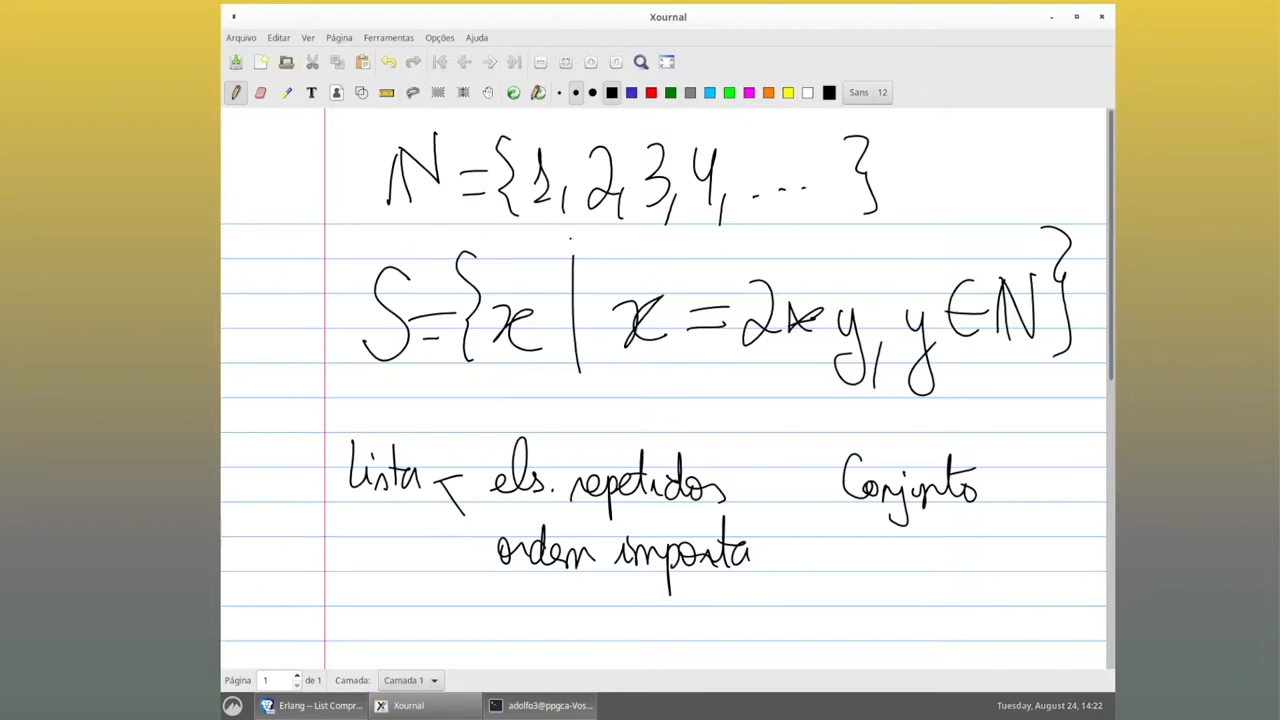 Xournal
Arquivo Editar Ver Página Ferramentas Opções Ajuda
Sans 12
N={1,2,3,4,... }
S={x | x=2*y, y∈N}
Lista els. repetidos Conjunto
ordem importa
Página 1 de 1 Camada: Camada 1
Erlang -- List Compr... Xournal adolfo3@ppgca-Vos... Tuesday, August 24, 14:22